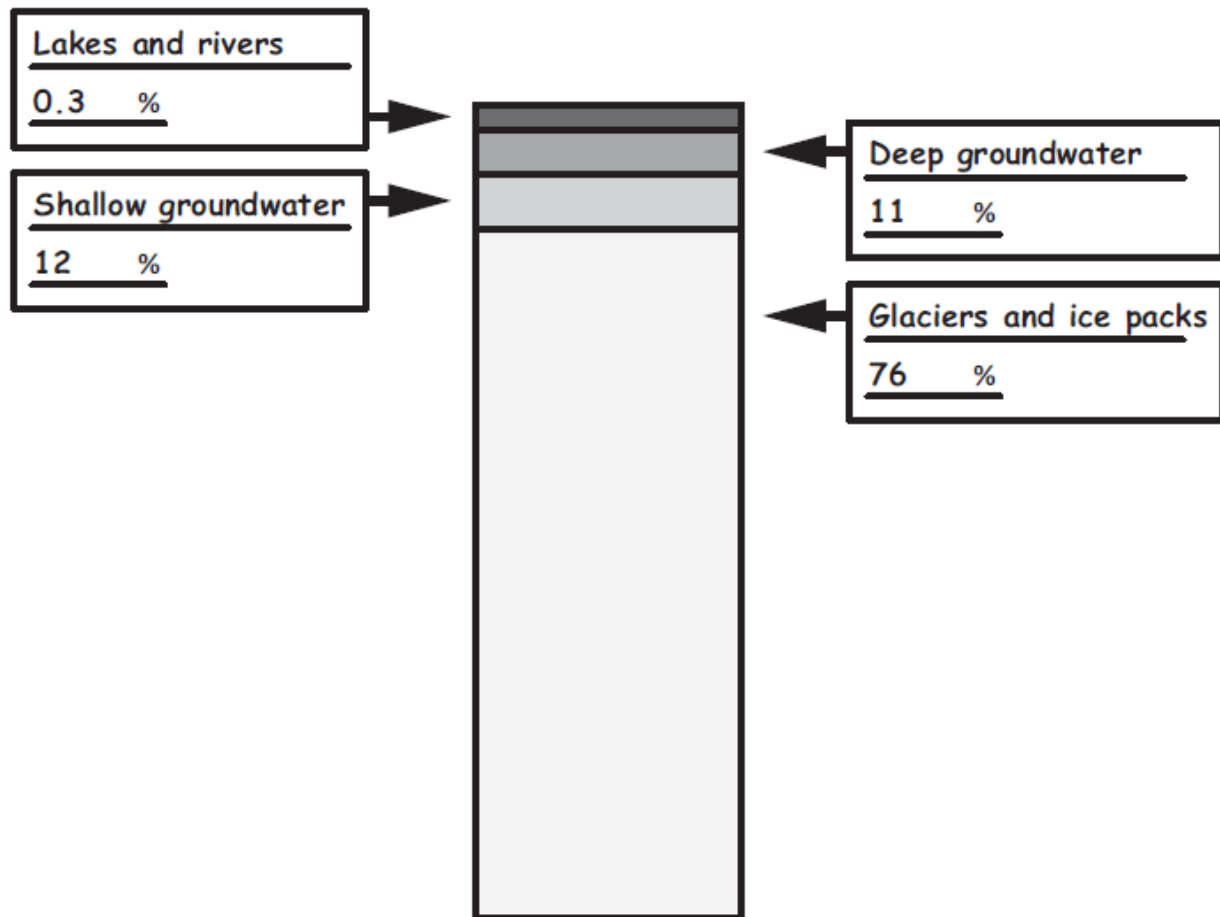 Lakes and rivers
0.3 %
Shallow groundwater
12 %
Deep groundwater
11 %
Glaciers and ice packs
76 %